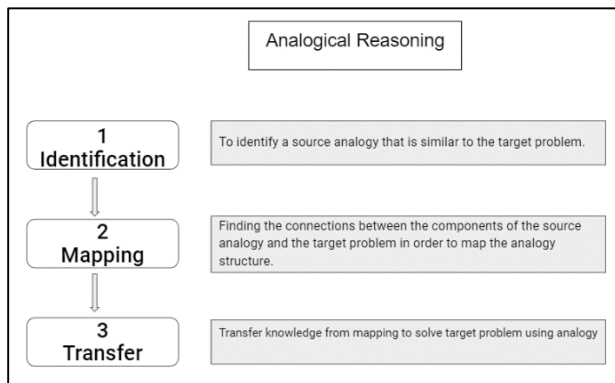 Analogical Reasoning
1
Identification
To identify a source analogy that is similar to the target problem.
2
Mapping
Finding the connections between the components of the source
analogy and the target problem in order to map the analogy
structure.
3
Transfer
Transfer knowledge from mapping to solve target problem using analogy